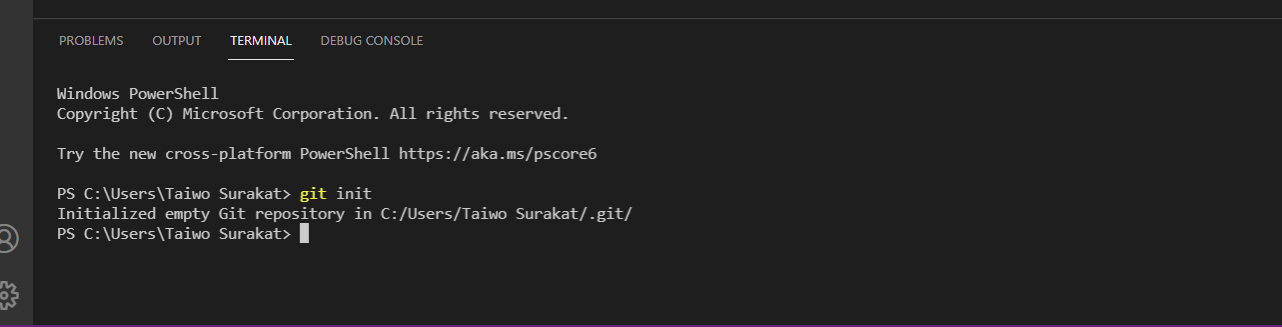 PROBLEMS OUTPUT TERMINAL DEBUG CONSOLE
Windows PowerShell
Copyright (C) Microsoft Corporation. All rights reserved.
Try the new cross-platform PowerShell https://aka.ms/pscore6
PS C:\Users\Taiwo Surakat> git init
Initialized empty Git repository in C:/Users/Taiwo Surakat/.git/
PS C:\Users\Taiwo Surakat>